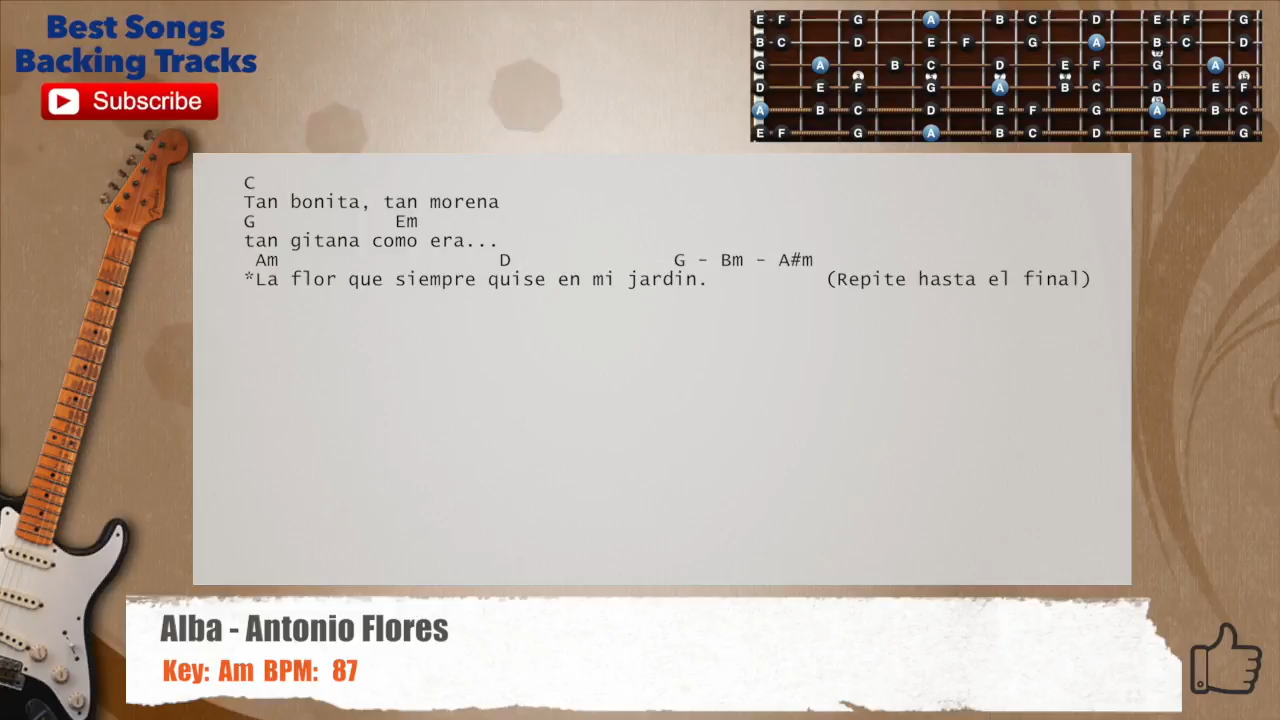 Best Songs
Backing Tracks
Subscribe
E F G A B C D E F G
B C D E F G A B C D
G A B C D E F G A
D E F G A B C D E F
A B C D E F G A B C
E F G A B C D E F G
C
Tan bonita, tan morena
G Em
tan gitana como era...
Am D G - Bm - A#m
*La flor que siempre quise en mi jardin. (Repite hasta el final)
Alba - Antonio Flores
Key: Am BPM: 87